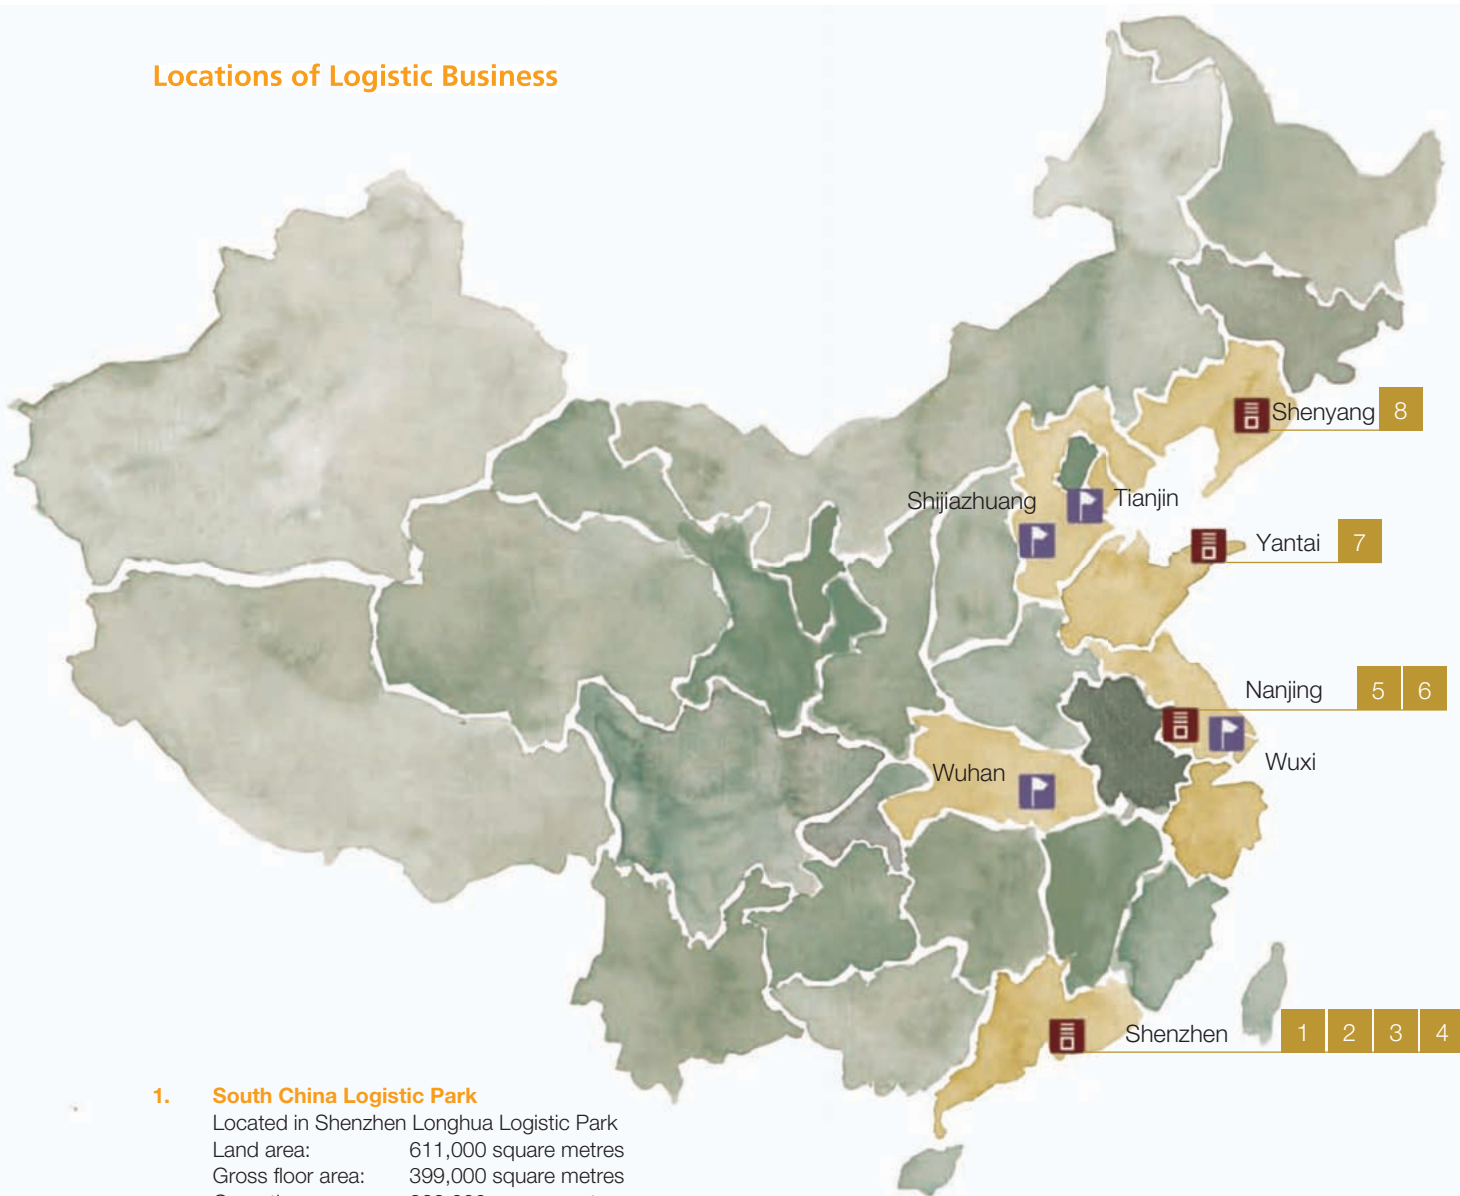 Locations of Logistic Business
Shenyang 8
Shijiazhuang
Tianjin
Yantai 7
Nanjing 5 6
Wuxi
Wuhan
Shenzhen 1 2 3 4
1. South China Logistic Park
Located in Shenzhen Longhua Logistic Park
Land area: 611,000 square metres
Gross floor area: 399,000 square metres